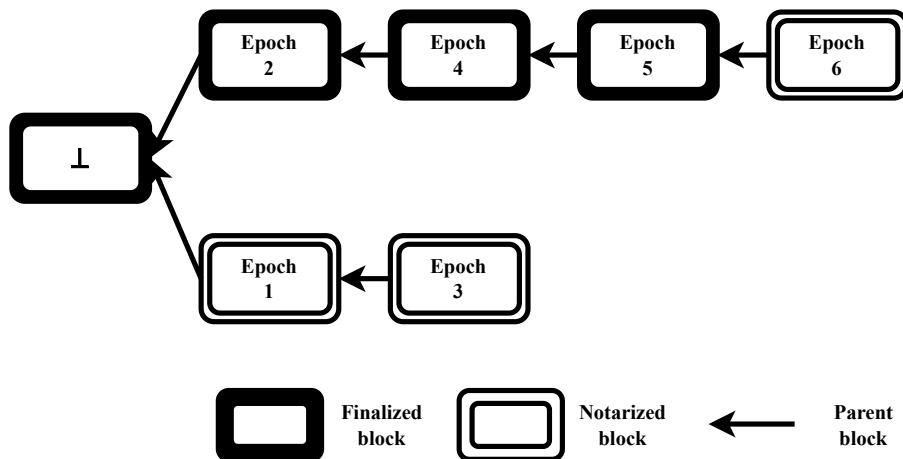 Epoch
2
Epoch
4
Epoch
5
Epoch
6
⊥
Epoch
1
Epoch
3
Finalized
block
Notarized
block
Parent
block